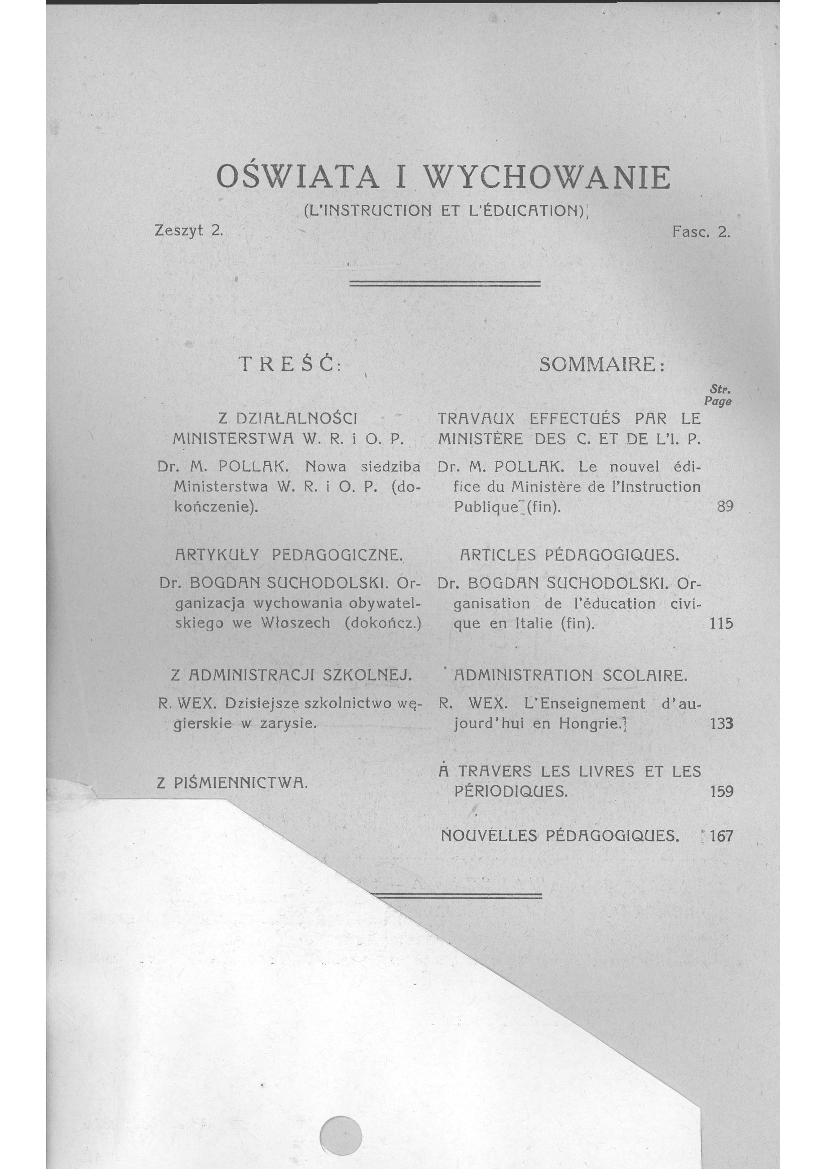 OŚWIATA I WYCHOWANIE
(L'INSTRUCTION ET L'ÉDUCATION)
Zeszyt 2.
Fasc. 2.
TREŚĆ:
Z DZIAŁALNOŚCI
MINISTERSTWA W. R. i O. P.
Dr. M. POLLAK. Nowa siedziba
Ministerstwa W. R. i O. P. (do-
kończenie).
ARTYKUŁY PEDAGOGICZNE.
Dr. BOGDAN SUCHODOLSKI. Or-
ganizacja wychowania obywatel-
skiego we Włoszech (dokończ.)
Z ADMINISTRACJI SZKOLNEJ.
R. WEX. Dzisiejsze szkolnictwo wę-
gierskie w zarysie.
Z PIŚMIENNICTWA.
SOMMAIRE:
Str.
Page
TRAVAUX EFFECTUÉS PAR LE
MINISTÈRE DES C. ET DE L'I. P.
Dr. M. POLLAK. Le nouvel édi-
fice du Ministère de l'Instruction
Publique (fin). 89
ARTICLES PÉDAGOGIQUES.
Dr. BOGDAN SUCHODOLSKI. Or-
ganisation de l'éducation civi-
que en Italie (fin). 115
ADMINISTRATION SCOLAIRE.
R. WEX. L'Enseignement d'au-
jourd'hui en Hongrie. 133
À TRAVERS LES LIVRES ET LES
PÉRIODIQUES. 159
NOUVELLES PÉDAGOGIQUES. 167